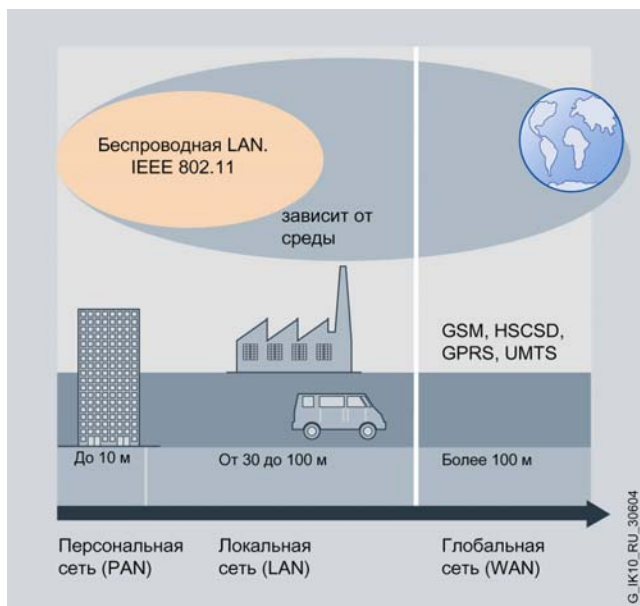 Беспроводная LAN.
IEEE 802.11
зависит от
среды
GSM, HSCSD,
GPRS, UMTS
До 10 м
От 30 до 100 м
Более 100 м
Персональная
сеть (PAN)
Локальная
сеть (LAN)
Глобальная
сеть (WAN)
G_IK10_RU_30604